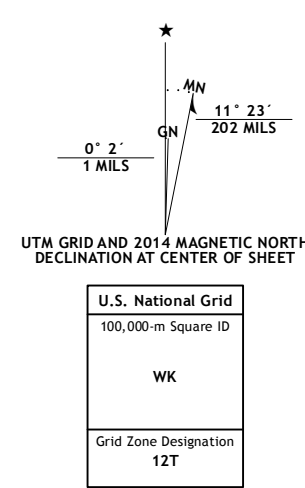 ★
MN
GN
11° 23´
202 MILS
0° 2´
1 MILS
UTM GRID AND 2014 MAGNETIC NORTH
DECLINATION AT CENTER OF SHEET
U.S. National Grid
100,000-m Square ID
WK
Grid Zone Designation
12T